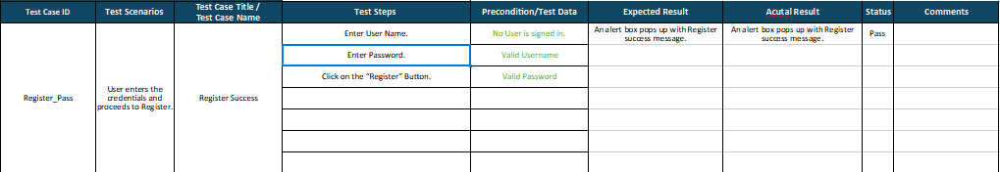 Test Case ID
Test Scenarios
Test Case Title /
Test Case Name
Test Steps
Precondition/Test Data
Expected Result
Acutal Result
Status
Comments
Register_Pass
User enters the
credentials and
proceeds to Register.
Register Success
Enter User Name.
No User is signed in.
An alert box pops up with Register
success message.
An alert box pops up with Register
success message.
Pass
Enter Password.
Valid Username
Click on the “Register” Button.
Valid Password